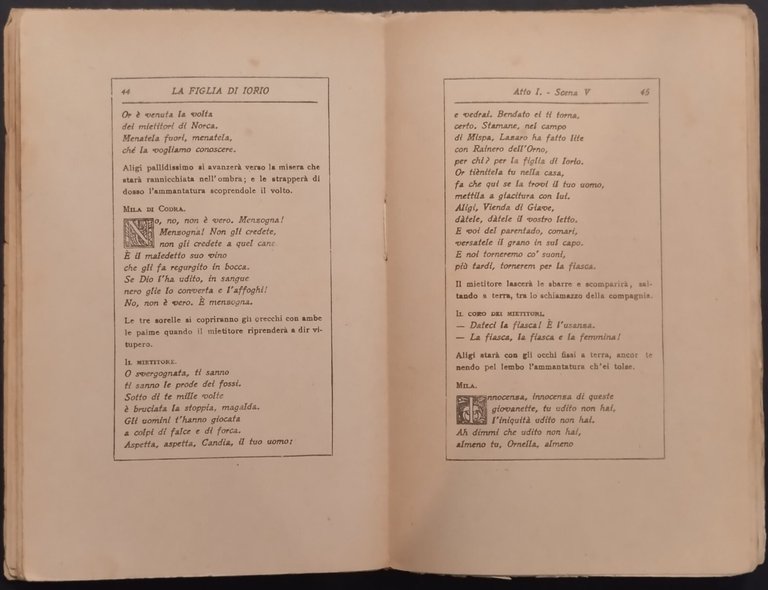 44 LA FIGLIA DI IORIO
Or è venuta la volta
dei mietitori di Norca.
Menatela fuori, menatela,
ché la vogliamo conoscere.
Aligi pallidissimo si avanzerà verso la misera che
starà rannicchiata nell'ombra; e le strapperà di
dosso l'ammantatura scoprendole il volto.
Mila di Codra.
No, no, non è vero. Menzogna!
Menzogna! Non gli credete,
non gli credete a quel cane.
È il maledetto suo vino
che gli fa regurgito in bocca.
Se Dio l'ha udito, in sangue
nero glie lo converta e l'affoghi!
No, non è vero. È menzogna.
Le tre sorelle si copriranno gli orecchi con ambe
le palme quando il mietitore riprenderà a dir vi-
tupero.
Il mietitore.
O svergognata, ti sanno
ti sanno le prode dei fossi.
Sotto di te mille volte
è bruciata la stoppia, magalda.
Gli uomini t'hanno giocata
a colpi di falce e di forca.
Aspetta, aspetta, Candia, il tuo uomo:
Atto I. - Scena V 45
e vedrai. Bendato ei ti torna,
certo. Stamane, nel campo
di Mispa, Lazaro ha fatto lite
con Rainero dell'Orno,
per chi? per la figlia di Iorio.
Or tiènitela tu nella casa,
fa che qui se la trovi il tuo uomo,
mettila a giacitura con lui.
Aligi, Vienda di Giave,
dàtele, dàtele il vostro letto.
E voi del parentado, comari,
versatele il grano in sul capo.
E noi torneremo co' suoni,
più tardi, tornerem per la fiasca.
Il mietitore lascerà le sbarre e scomparirà, sal-
tando a terra, tra lo schiamazzo della compagnia.
Il coro dei mietitori.
— Dateci la fiasca! È l'usanza.
— La fiasca, la fiasca e la femmina!
Aligi starà con gli occhi fissi a terra, ancor te
nendo pel lembo l'ammantatura ch'ei tolse.
Mila.
Innocenza, innocenza di queste
giovanette, tu udito non hai,
l'iniquità udito non hai.
Ah dimmi che udito non hai,
almeno tu, Ornella, almeno